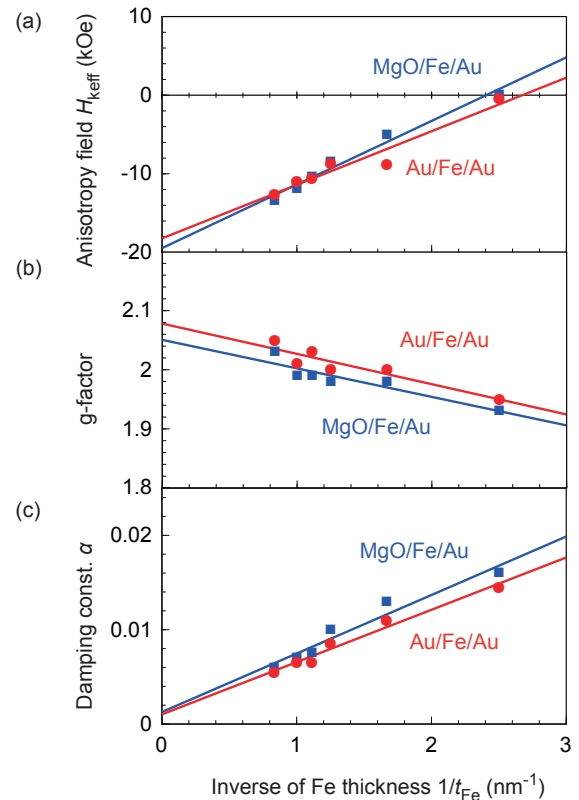 (a)
Anisotropy field Hkeff (kOe)
10
0
-10
-20
MgO/Fe/Au
Au/Fe/Au
(b)
g-factor
2.1
2
1.9
1.8
Au/Fe/Au
MgO/Fe/Au
(c)
Damping const. α
0.02
0.01
0
MgO/Fe/Au
Au/Fe/Au
0 1 2 3
Inverse of Fe thickness 1/tFe (nm⁻¹)